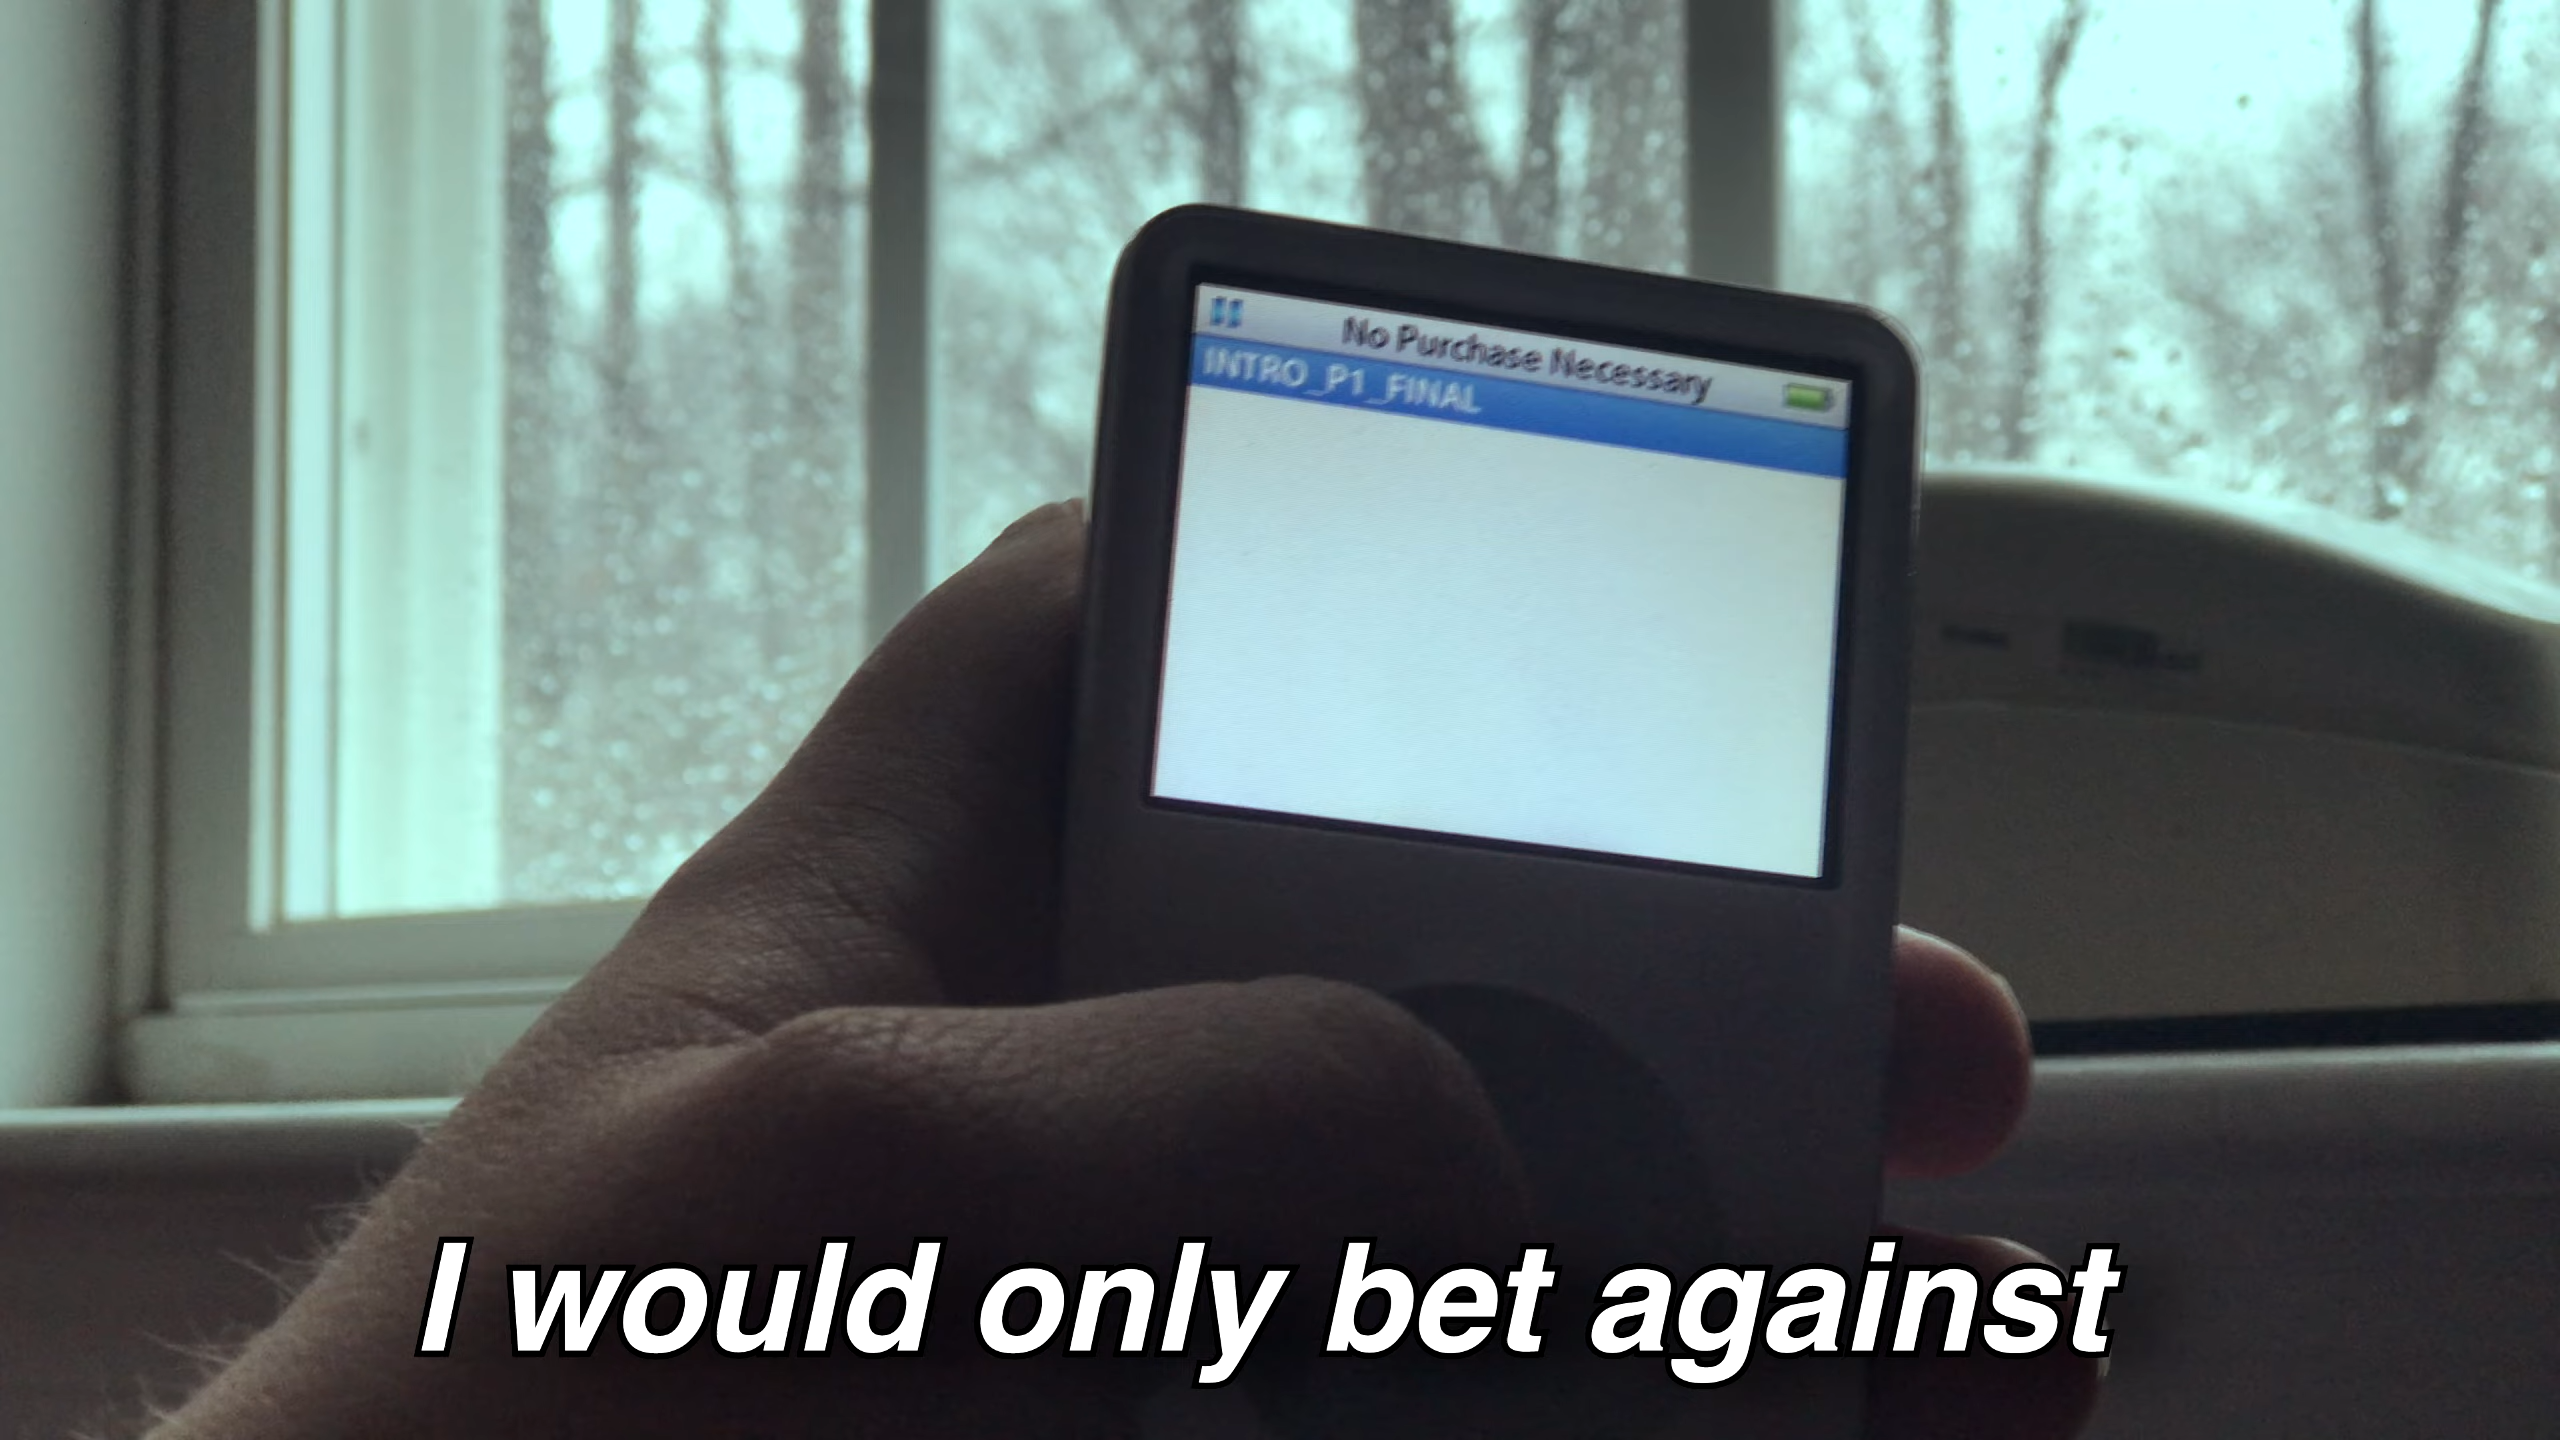 No Purchase Necessary
INTRO_P1_FINAL
I would only bet against